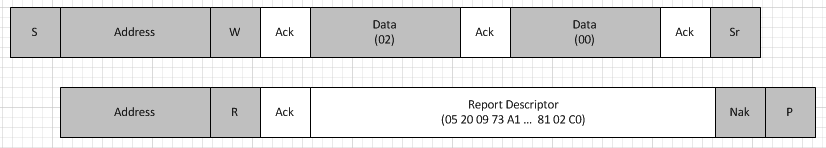 S Address W Ack Data Ack Data Ack Sr
(02) (00)
Address R Ack Report Descriptor Nak P
(05 20 09 73 A1 ... 81 02 C0)